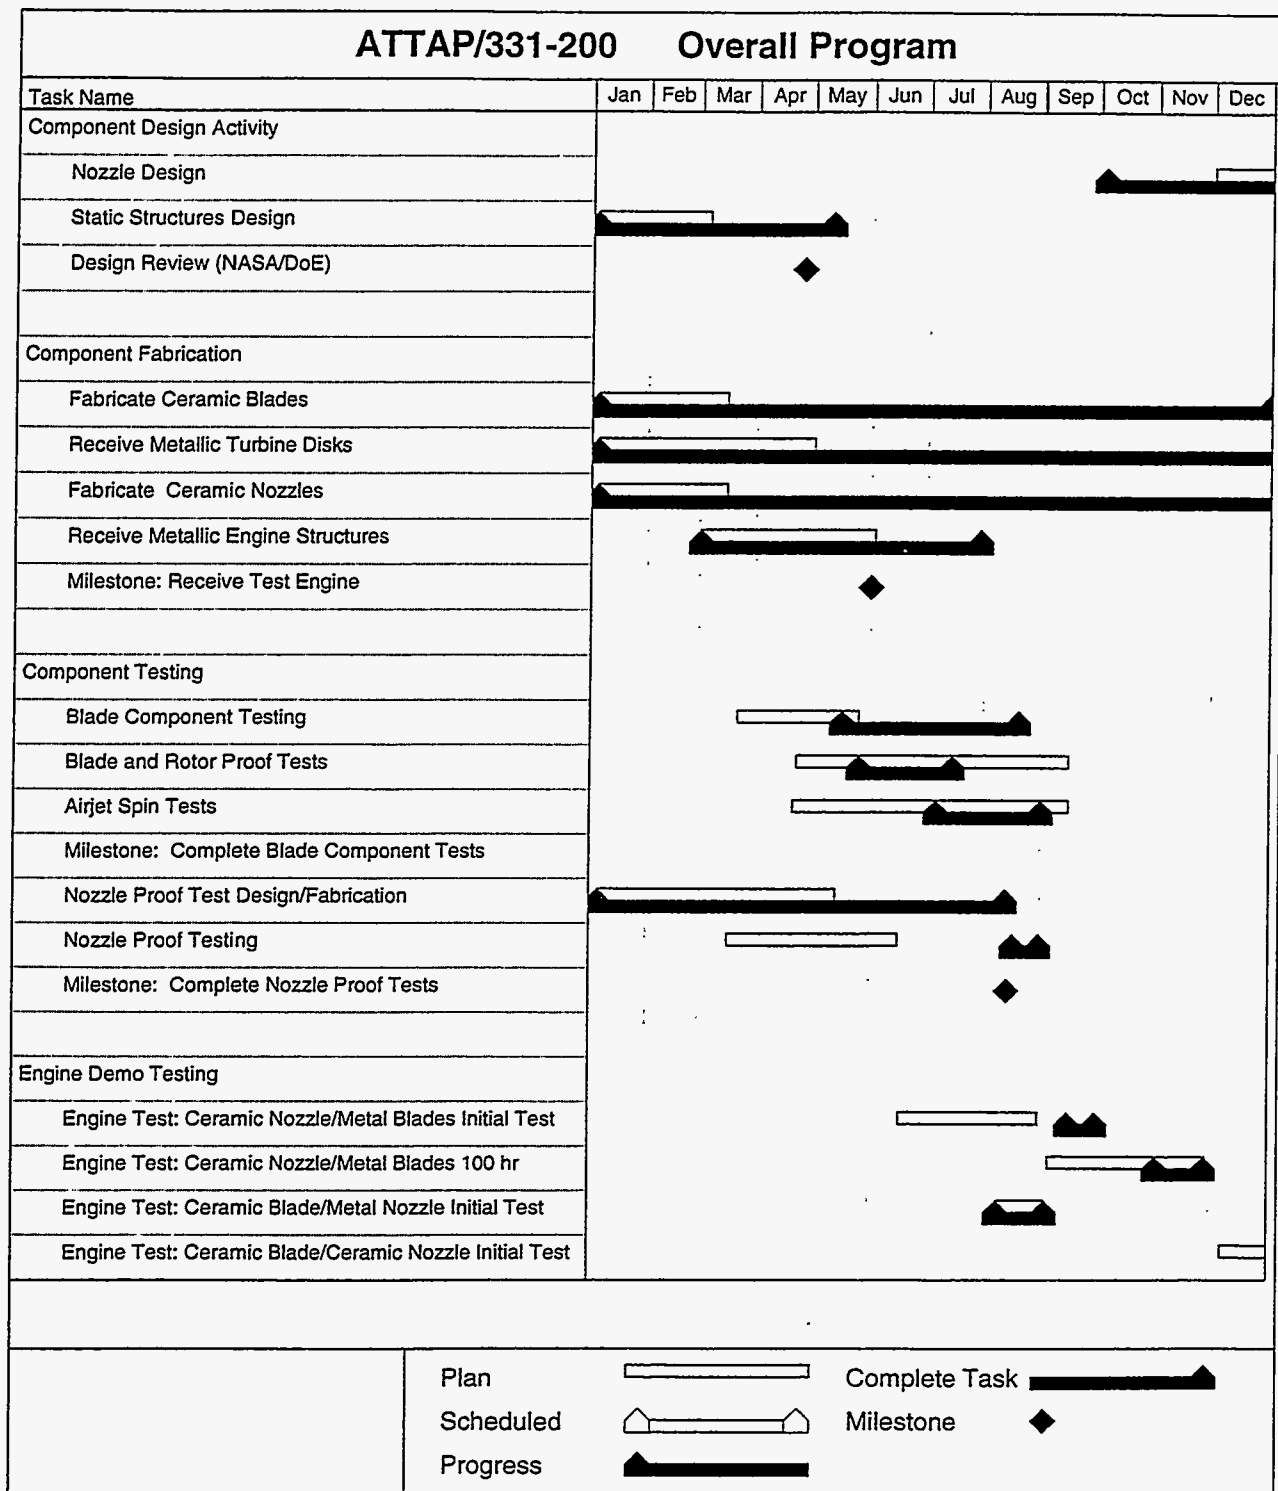 ATTAP/331-200 Overall Program
Task Name Jan Feb Mar Apr May Jun Jul Aug Sep Oct Nov Dec
Component Design Activity
Nozzle Design
Static Structures Design
Design Review (NASA/DoE)
Component Fabrication
Fabricate Ceramic Blades
Receive Metallic Turbine Disks
Fabricate Ceramic Nozzles
Receive Metallic Engine Structures
Milestone: Receive Test Engine
Component Testing
Blade Component Testing
Blade and Rotor Proof Tests
Airjet Spin Tests
Milestone: Complete Blade Component Tests
Nozzle Proof Test Design/Fabrication
Nozzle Proof Testing
Milestone: Complete Nozzle Proof Tests
Engine Demo Testing
Engine Test: Ceramic Nozzle/Metal Blades Initial Test
Engine Test: Ceramic Nozzle/Metal Blades 100 hr
Engine Test: Ceramic Blade/Metal Nozzle Initial Test
Engine Test: Ceramic Blade/Ceramic Nozzle Initial Test
Plan Complete Task
Scheduled Milestone
Progress